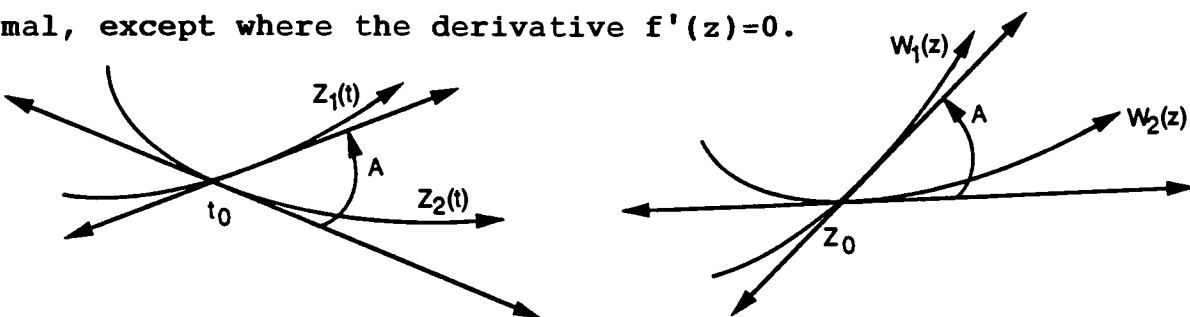 mal, except where the derivative f'(z)=0.
Z1(t)
A
Z2(t)
t0
W1(z)
A
W2(z)
Z0